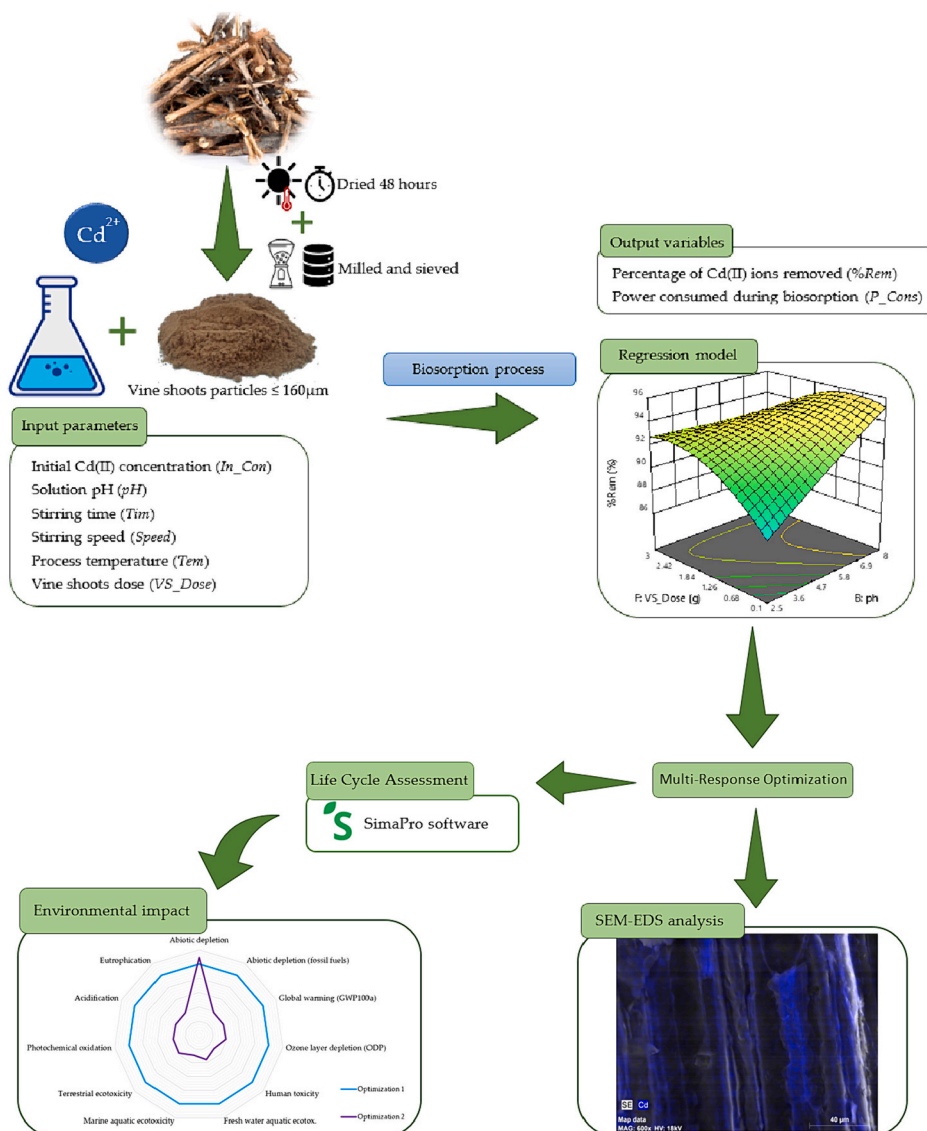 Dried 48 hours
Cd2+
Milled and sieved
Vine shoots particles ≤ 160μm
Input parameters
Initial Cd(II) concentration (In_Con)
Solution pH (pH)
Stirring time (Tim)
Stirring speed (Speed)
Process temperature (Tem)
Vine shoots dose (VS_Dose)
Biosorption process
Output variables
Percentage of Cd(II) ions removed (%Rem)
Power consumed during biosorption (P_Cons)
Regression model
%Rem (%)
96
94
92
90
88
86
3
2.42
1.84
1.26
0.68
0.1
F: VS_Dose (g)
2.5
3.6
4.7
5.8
6.9
8
B: ph
Multi-Response Optimization
Life Cycle Assessment
S
SimaPro software
Environmental impact
Abiotic depletion
Abiotic depletion (fossil fuels)
Global warming (GWP100a)
Ozone layer depletion (ODP)
Human toxicity
Fresh water aquatic ecotox.
Marine aquatic ecotoxicity
Terrestrial ecotoxicity
Photochemical oxidation
Acidification
Eutrophication
Optimization 1
Optimization 2
SEM-EDS analysis
SE Cd
Map data
MAG: 600x HV: 18kV
40 μm